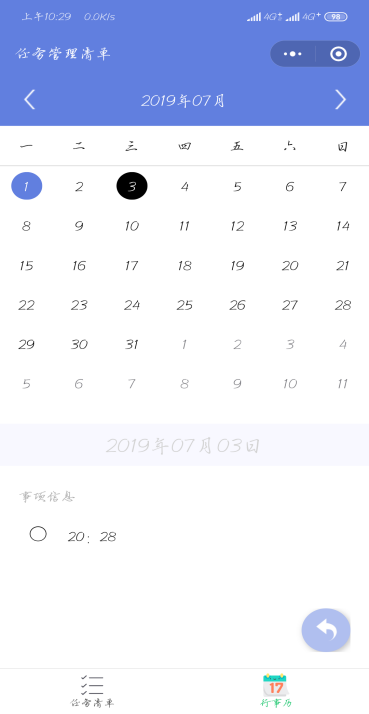 上午10:29 0.0K/s 4G 4G+ 98
任务管理清单
2019年07月
一 二 三 四 五 六 日
1 2 3 4 5 6 7
8 9 10 11 12 13 14
15 16 17 18 19 20 21
22 23 24 25 26 27 28
29 30 31 1 2 3 4
5 6 7 8 9 10 11
2019年07月03日
事项信息
20：28
17
任务清单 行事历